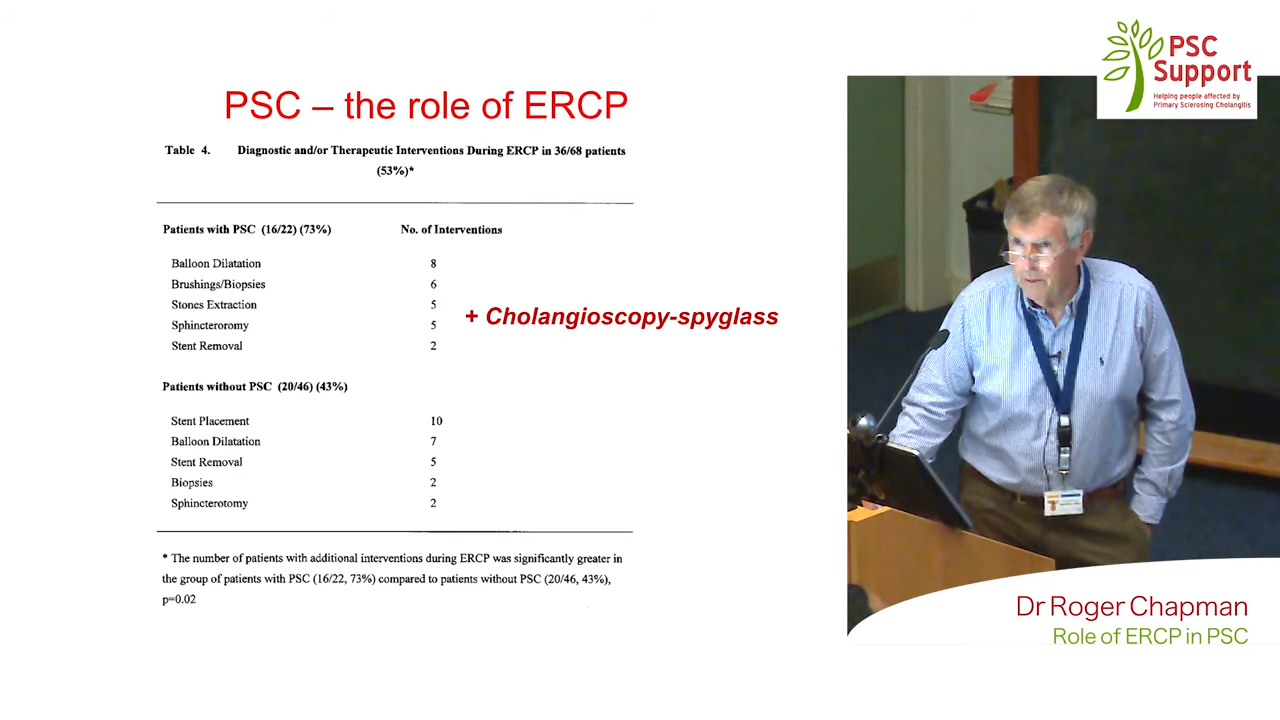 PSC – the role of ERCP
Table 4. Diagnostic and/or Therapeutic Interventions During ERCP in 36/68 patients
(53%)*
Patients with PSC (16/22) (73%) No. of Interventions
Balloon Dilatation 8
Brushings/Biopsies 6
Stones Extraction 5
Sphincteroromy 5
Stent Removal 2
+ Cholangioscopy-spyglass
Patients without PSC (20/46) (43%)
Stent Placement 10
Balloon Dilatation 7
Stent Removal 5
Biopsies 2
Sphincterotomy 2
* The number of patients with additional interventions during ERCP was significantly greater in
the group of patients with PSC (16/22, 73%) compared to patients without PSC (20/46, 43%),
p=0.02
PSC
Support
Helping people affected by
Primary Sclerosing Cholangitis
Dr Roger Chapman
Role of ERCP in PSC